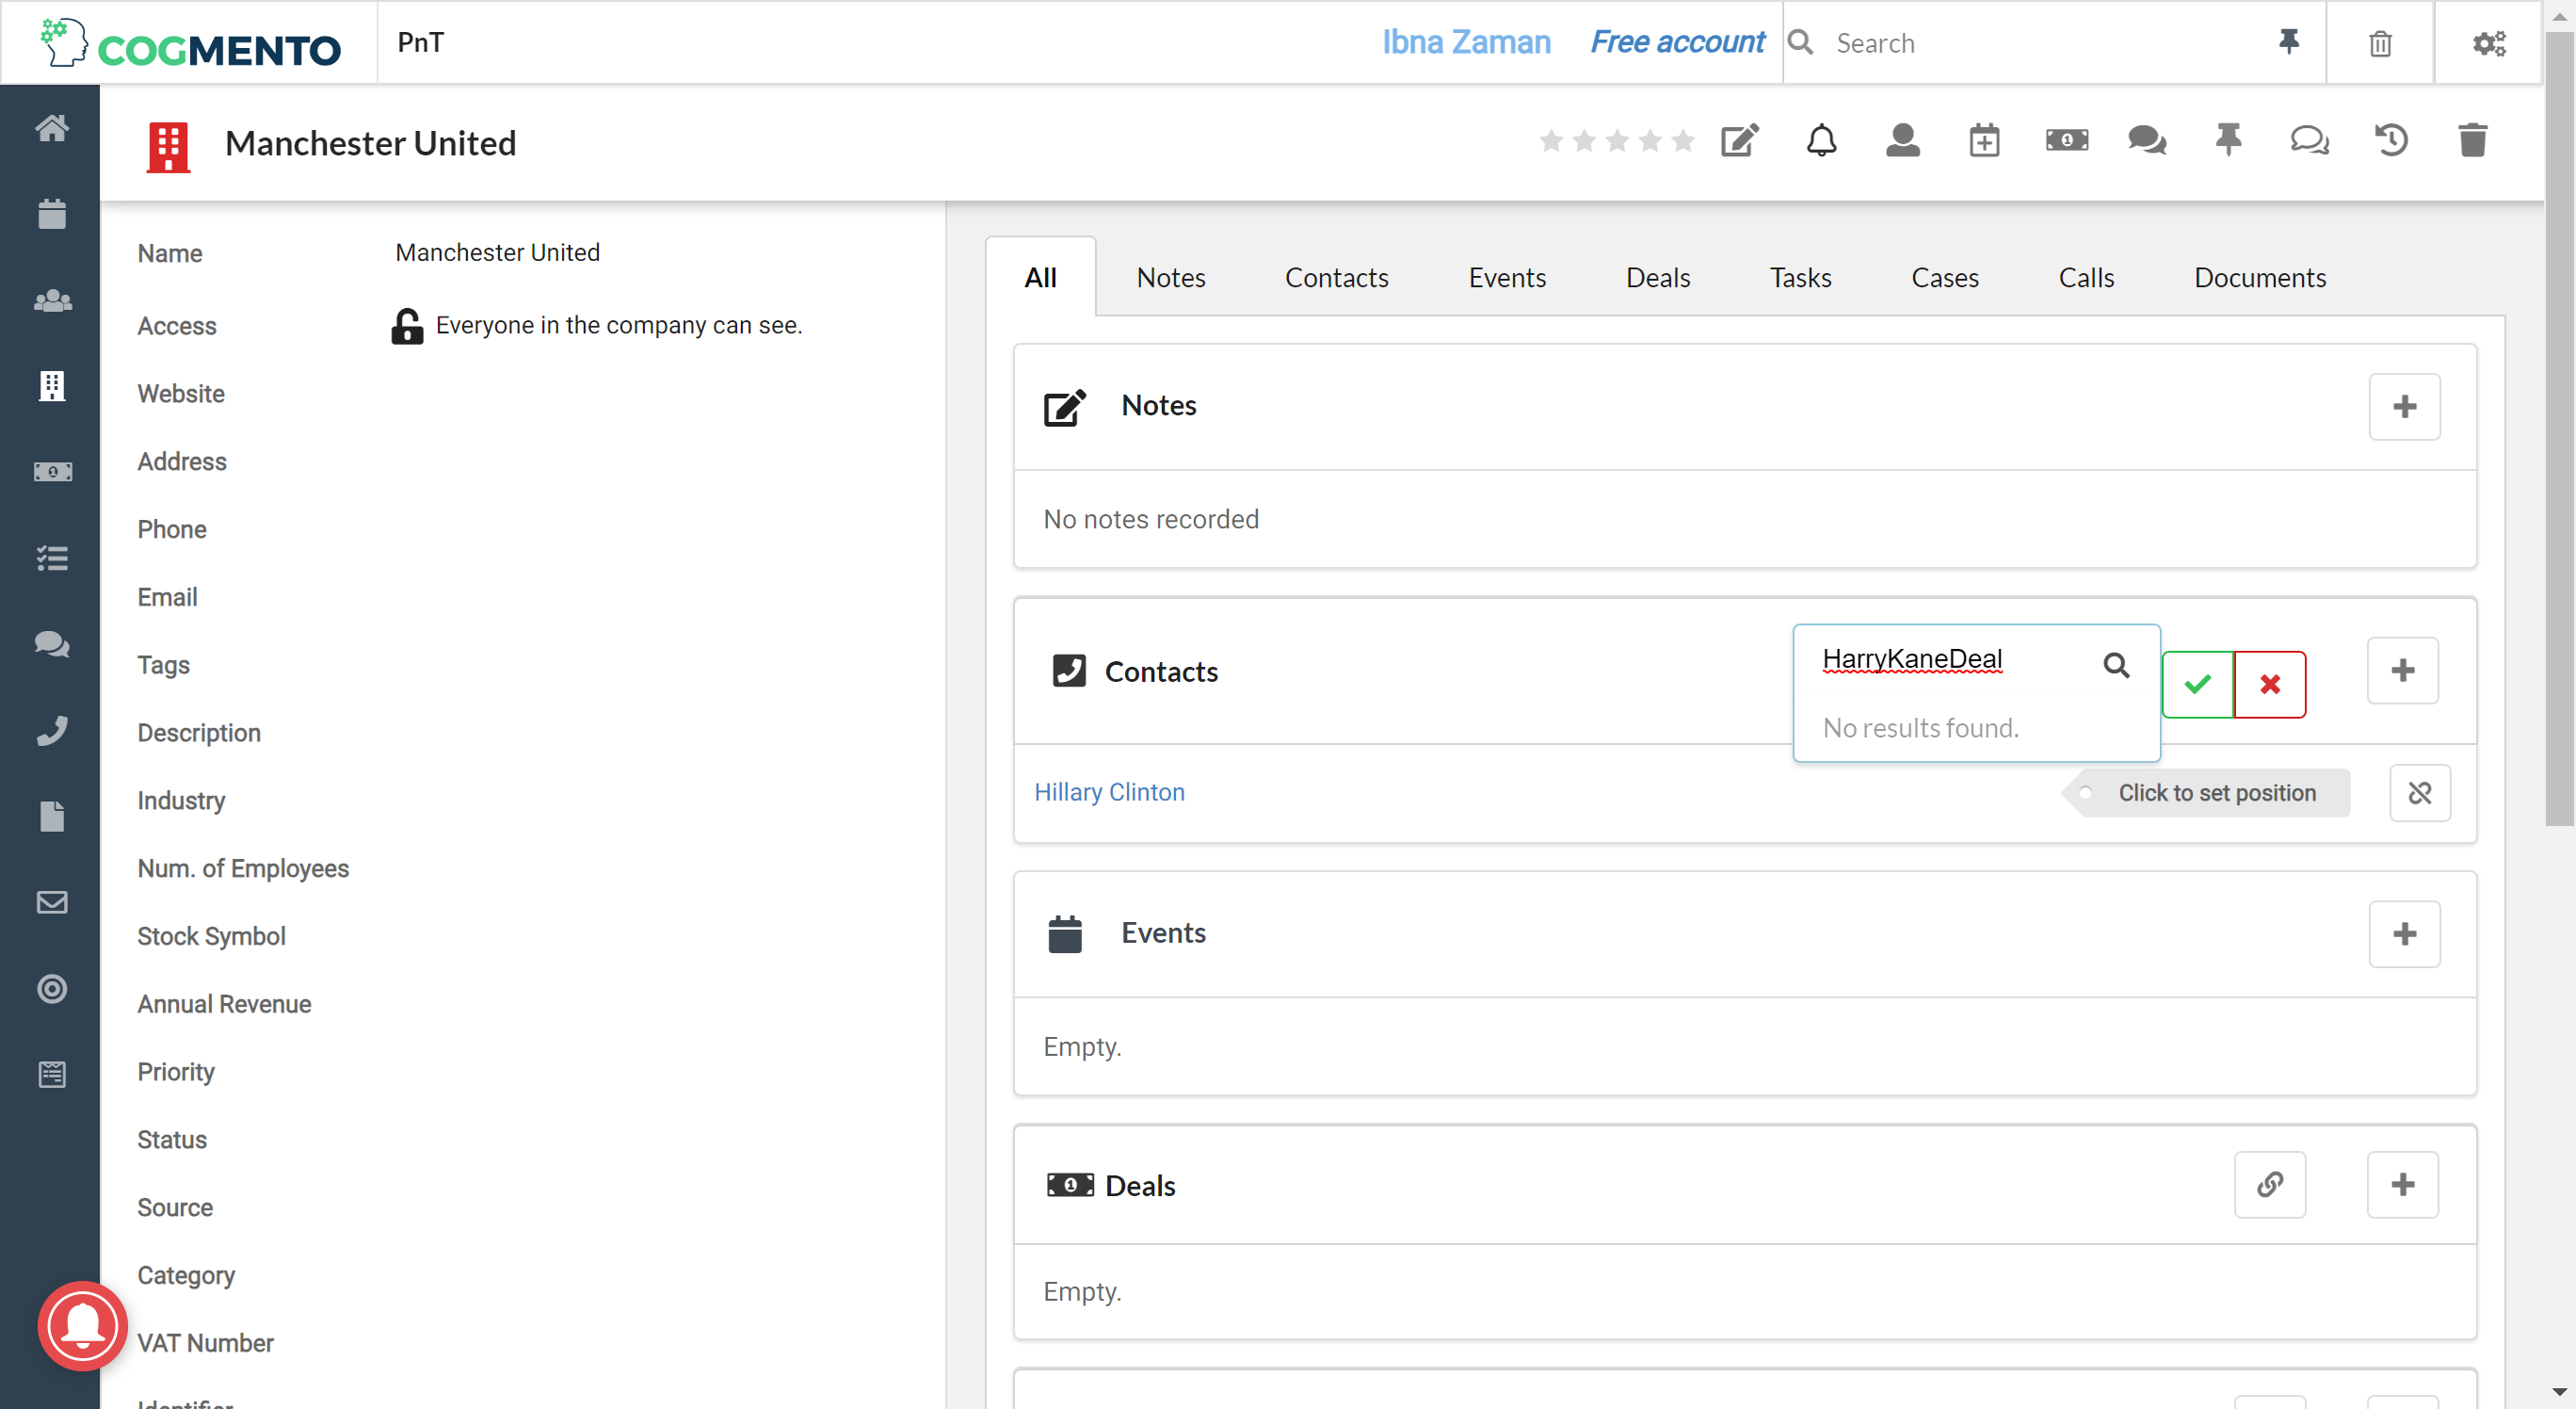 COGMENTO
PnT
Ibna Zaman
Free account
Search
Manchester United
Name
Manchester United
Access
Everyone in the company can see.
Website
Address
Phone
Email
Tags
Description
Industry
Num. of Employees
Stock Symbol
Annual Revenue
Priority
Status
Source
Category
VAT Number
Identifier
All
Notes
Contacts
Events
Deals
Tasks
Cases
Calls
Documents
Notes
No notes recorded
Contacts
HarryKaneDeal
No results found.
Hillary Clinton
Click to set position
Events
Empty.
Deals
Empty.